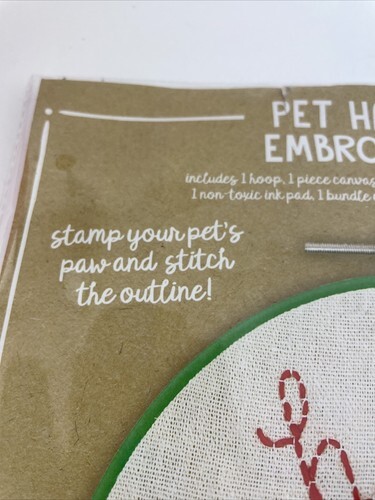 PET HA
EMBRO
includes 1 hoop, 1 piece canvas
1 non-toxic ink pad, 1 bundle
stamp your pet's
paw and stitch
the outline!